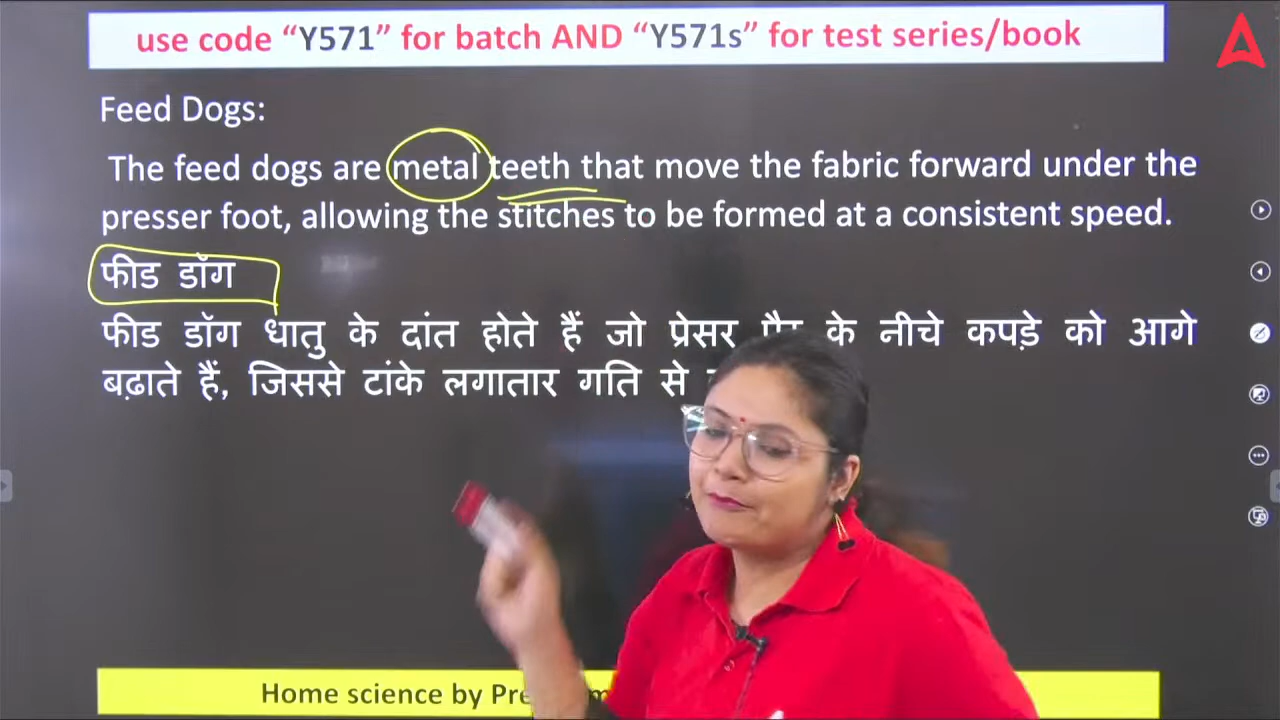 use code “Y571” for batch AND “Y571s” for test series/book
Feed Dogs:
The feed dogs are metal teeth that move the fabric forward under the
presser foot, allowing the stitches to be formed at a consistent speed.
फीड डॉग
फीड डॉग धातु के दांत होते हैं जो प्रेसर के नीचे कपड़े को आगे
बढ़ाते हैं, जिससे टांके लगातार गति से
Home science by